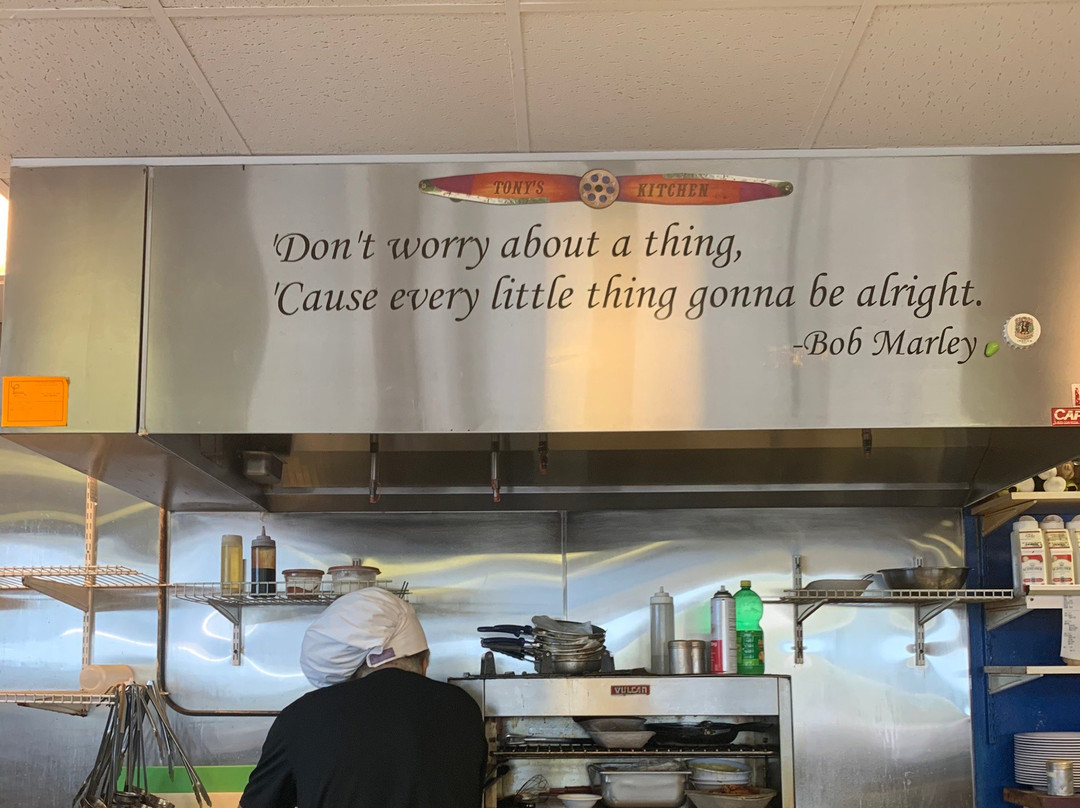 TONY'S KITCHEN
'Don't worry about a thing,
'Cause every little thing gonna be alright.
-Bob Marley
VULCAN